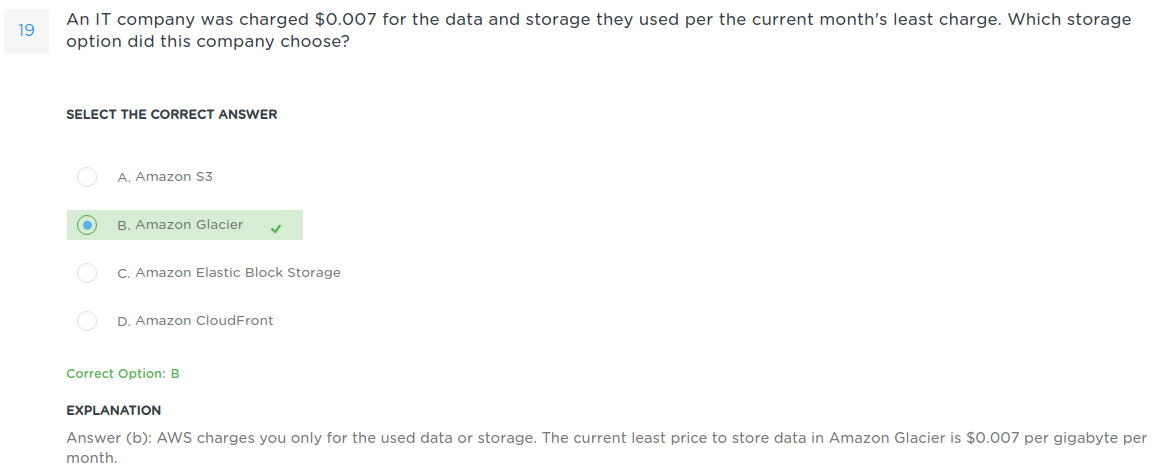 19
An IT company was charged $0.007 for the data and storage they used per the current month's least charge. Which storage
option did this company choose?
SELECT THE CORRECT ANSWER
A. Amazon S3
B. Amazon Glacier
C. Amazon Elastic Block Storage
D. Amazon CloudFront
Correct Option: B
EXPLANATION
Answer (b): AWS charges you only for the used data or storage. The current least price to store data in Amazon Glacier is $0.007 per gigabyte per
month.